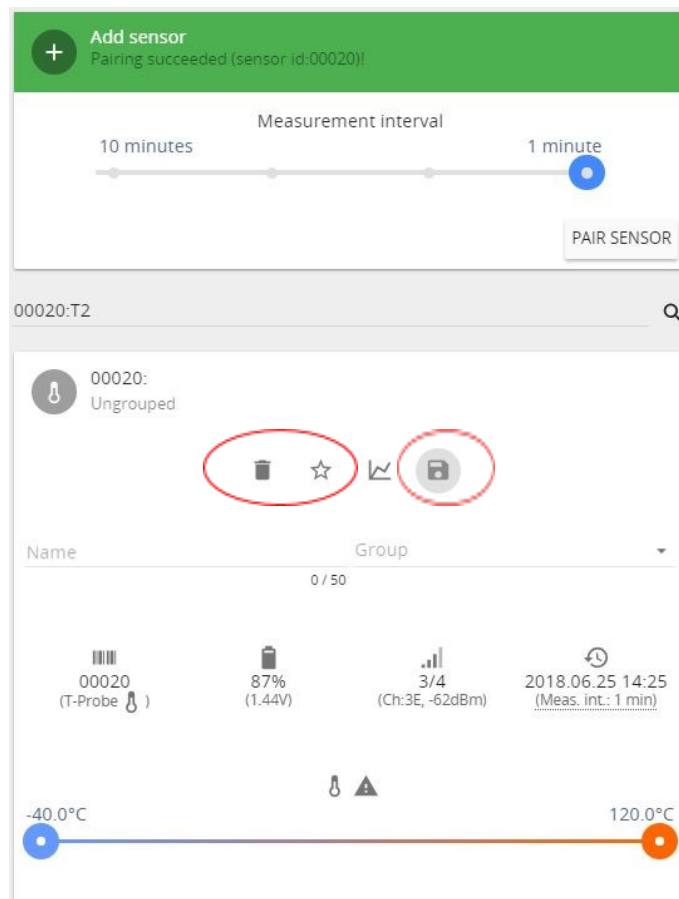 Add sensor
Pairing succeeded (sensor id:00020)!
Measurement interval
10 minutes 1 minute
PAIR SENSOR
00020:T2
00020:
Ungrouped
Name Group
0 / 50
00020 87% 3/4 2018.06.25 14:25
(T-Probe ) (1.44V) (Ch:3E, -62dBm) (Meas. int.: 1 min)
-40.0°C 120.0°C